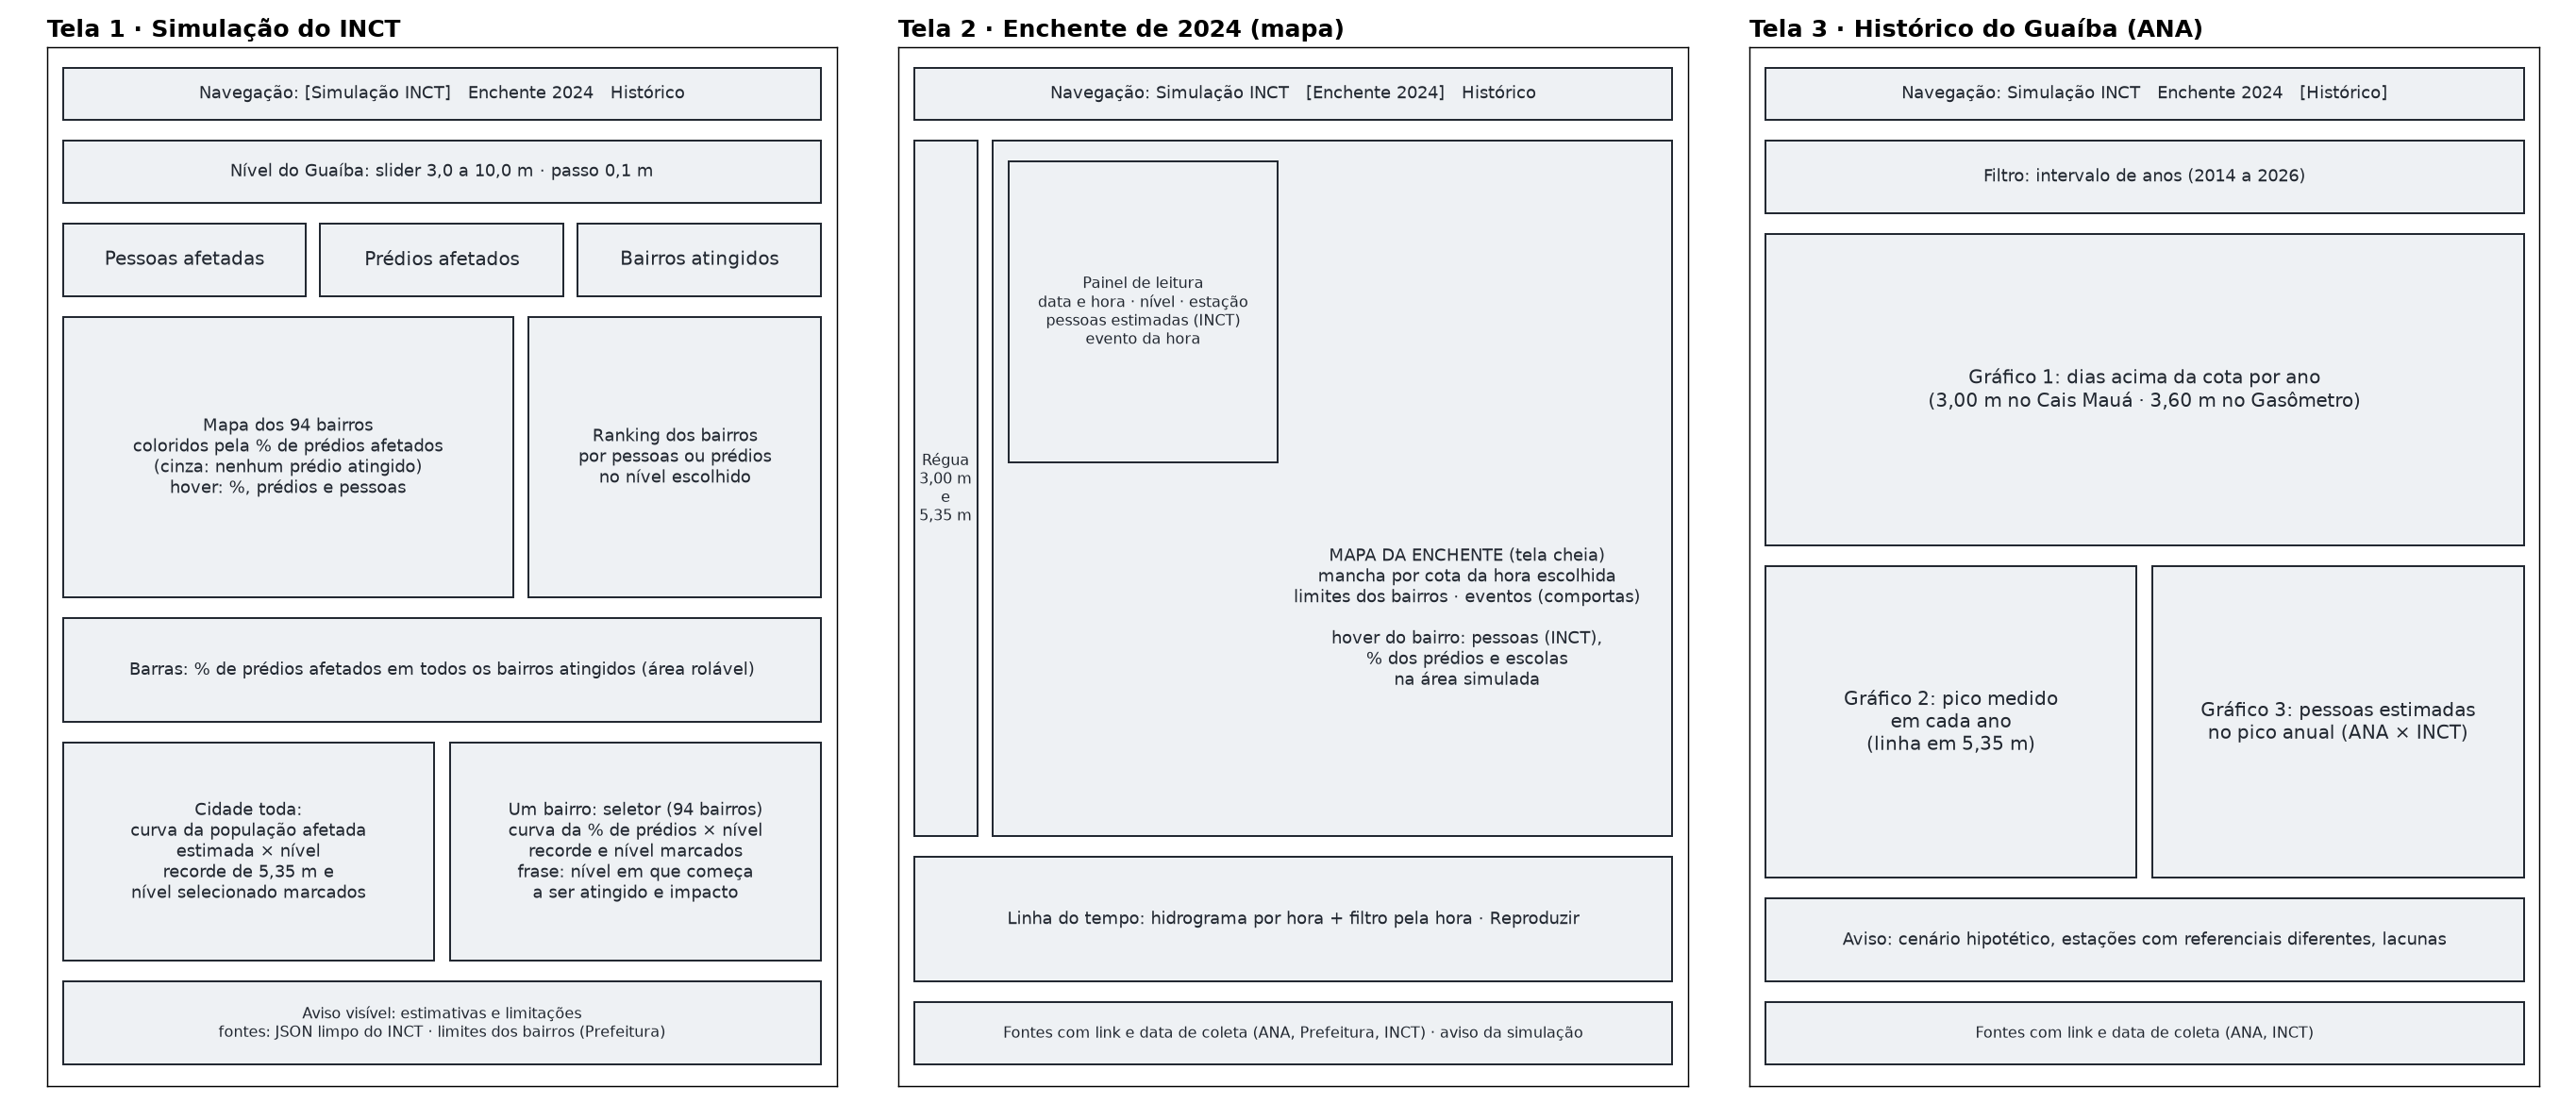 Tela 1 · Simulação do INCT
Navegação: [Simulação INCT]   Enchente 2024   Histórico
Nível do Guaíba: slider 3,0 a 10,0 m · passo 0,1 m
Pessoas afetadas
Prédios afetados
Bairros atingidos
Mapa dos 94 bairros
coloridos pela % de prédios afetados
(cinza: nenhum prédio atingido)
hover: %, prédios e pessoas
Ranking dos bairros
por pessoas ou prédios
no nível escolhido
Barras: % de prédios afetados em todos os bairros atingidos (área rolável)
Cidade toda:
curva da população afetada
estimada × nível
recorde de 5,35 m e
nível selecionado marcados
Um bairro: seletor (94 bairros)
curva da % de prédios × nível
recorde e nível marcados
frase: nível em que começa
a ser atingido e impacto
Aviso visível: estimativas e limitações
fontes: JSON limpo do INCT · limites dos bairros (Prefeitura)
Tela 2 · Enchente de 2024 (mapa)
Navegação: Simulação INCT   [Enchente 2024]   Histórico
Régua
3,00 m
e
5,35 m
Painel de leitura
data e hora · nível · estação
pessoas estimadas (INCT)
evento da hora
MAPA DA ENCHENTE (tela cheia)
mancha por cota da hora escolhida
limites dos bairros · eventos (comportas)
hover do bairro: pessoas (INCT),
% dos prédios e escolas
na área simulada
Linha do tempo: hidrograma por hora + filtro pela hora · Reproduzir
Fontes com link e data de coleta (ANA, Prefeitura, INCT) · aviso da simulação
Tela 3 · Histórico do Guaíba (ANA)
Navegação: Simulação INCT   Enchente 2024   [Histórico]
Filtro: intervalo de anos (2014 a 2026)
Gráfico 1: dias acima da cota por ano
(3,00 m no Cais Mauá · 3,60 m no Gasômetro)
Gráfico 2: pico medido
em cada ano
(linha em 5,35 m)
Gráfico 3: pessoas estimadas
no pico anual (ANA × INCT)
Aviso: cenário hipotético, estações com referenciais diferentes, lacunas
Fontes com link e data de coleta (ANA, INCT)